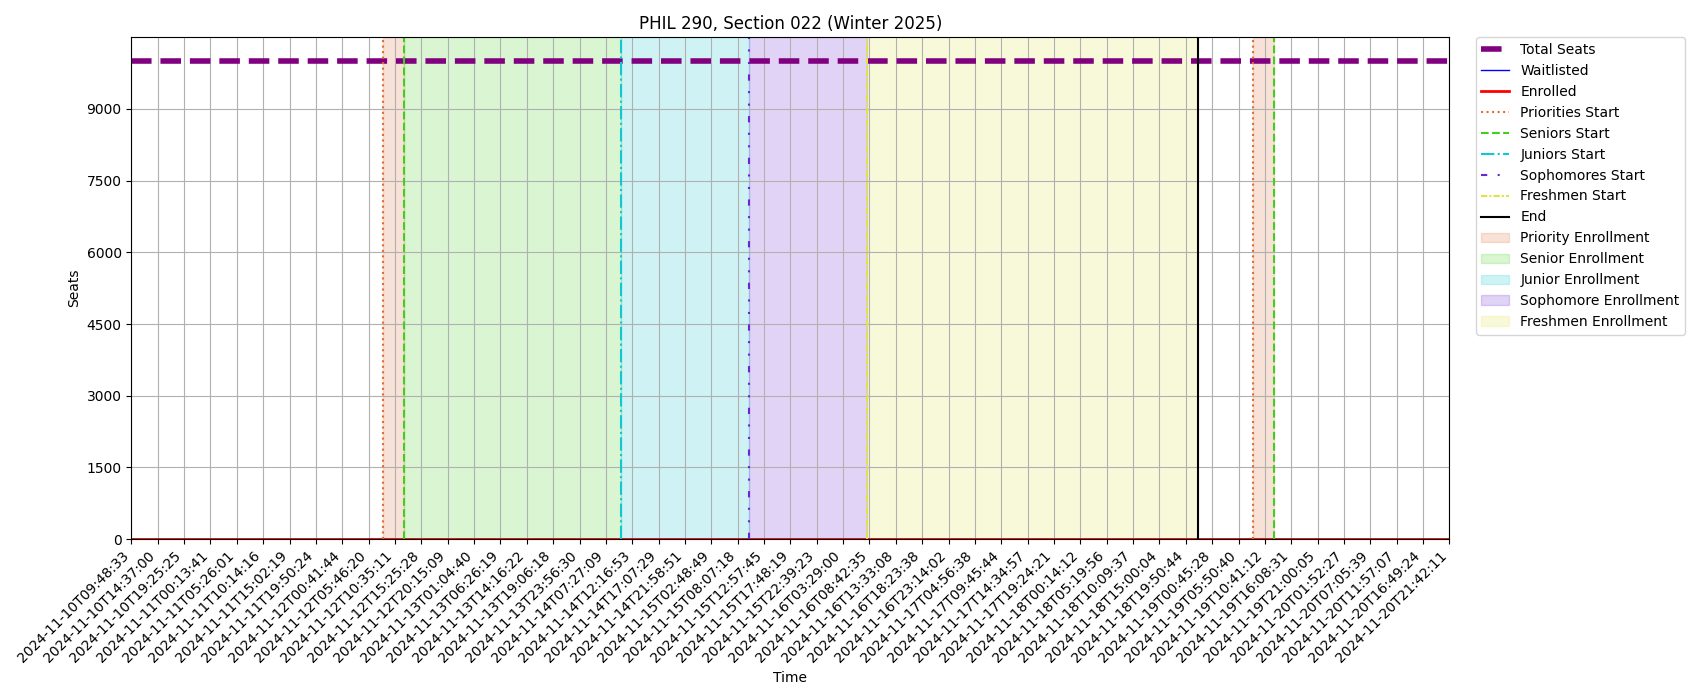 PHIL 290, Section 022 (Winter 2025)
Total Seats
Waitlisted
Enrolled
Priorities Start
Seniors Start
Juniors Start
Sophomores Start
Freshmen Start
End
Priority Enrollment
Senior Enrollment
Junior Enrollment
Sophomore Enrollment
Freshmen Enrollment
Seats
9000
7500
6000
4500
3000
1500
0
2024-11-10T09:48:33
2024-11-10T14:37:00
2024-11-10T19:25:25
2024-11-11T00:13:41
2024-11-11T05:26:01
2024-11-11T10:14:16
2024-11-11T15:02:19
2024-11-11T19:50:24
2024-11-12T00:41:44
2024-11-12T05:46:20
2024-11-12T10:35:11
2024-11-12T15:25:28
2024-11-12T20:15:09
2024-11-13T01:04:40
2024-11-13T06:26:19
2024-11-13T14:16:22
2024-11-13T19:06:18
2024-11-13T23:56:30
2024-11-14T07:27:09
2024-11-14T12:16:53
2024-11-14T17:07:29
2024-11-14T21:58:51
2024-11-15T02:48:49
2024-11-15T08:07:18
2024-11-15T12:57:45
2024-11-15T17:48:19
2024-11-15T22:39:23
2024-11-16T03:29:00
2024-11-16T08:42:35
2024-11-16T13:33:08
2024-11-16T18:23:38
2024-11-16T23:14:02
2024-11-17T04:56:38
2024-11-17T09:45:44
2024-11-17T14:34:57
2024-11-17T19:24:21
2024-11-18T00:14:12
2024-11-18T05:19:56
2024-11-18T10:09:37
2024-11-18T15:00:04
2024-11-18T19:50:44
2024-11-19T00:45:28
2024-11-19T05:50:40
2024-11-19T10:41:12
2024-11-19T16:08:31
2024-11-19T21:00:05
2024-11-20T01:52:27
2024-11-20T07:05:39
2024-11-20T11:57:07
2024-11-20T16:49:24
2024-11-20T21:42:11
Time